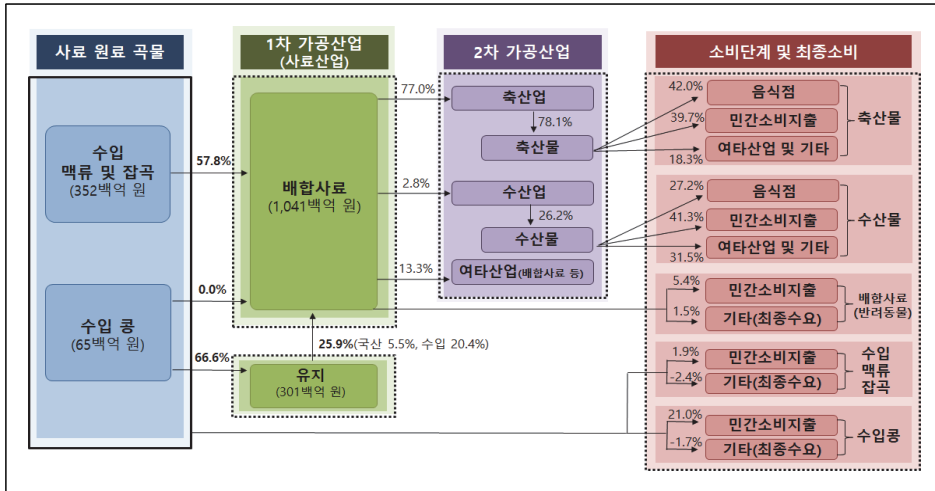 사료 원료 곡물
1차 가공산업
(사료산업)
2차 가공산업
소비단계 및 최종소비
수입
맥류 및 잡곡
(352백억 원)
수입 콩
(65백억 원)
57.8%
0.0%
66.6%
배합사료
(1,041백억 원)
25.9%(국산 5.5%, 수입 20.4%)
유지
(301백억 원)
77.0%
2.8%
13.3%
축산업
78.1%
축산물
수산업
26.2%
수산물
여타산업(배합사료 등)
42.0%
음식점
39.7%
민간소비지출
18.3%
여타산업 및 기타
축산물
27.2%
음식점
41.3%
민간소비지출
31.5%
여타산업 및 기타
수산물
5.4%
민간소비지출
1.5%
기타(최종수요)
배합사료
(반려동물)
1.9%
민간소비지출
-2.4%
기타(최종수요)
수입
맥류
잡곡
21.0%
민간소비지출
-1.7%
기타(최종수요)
수입콩